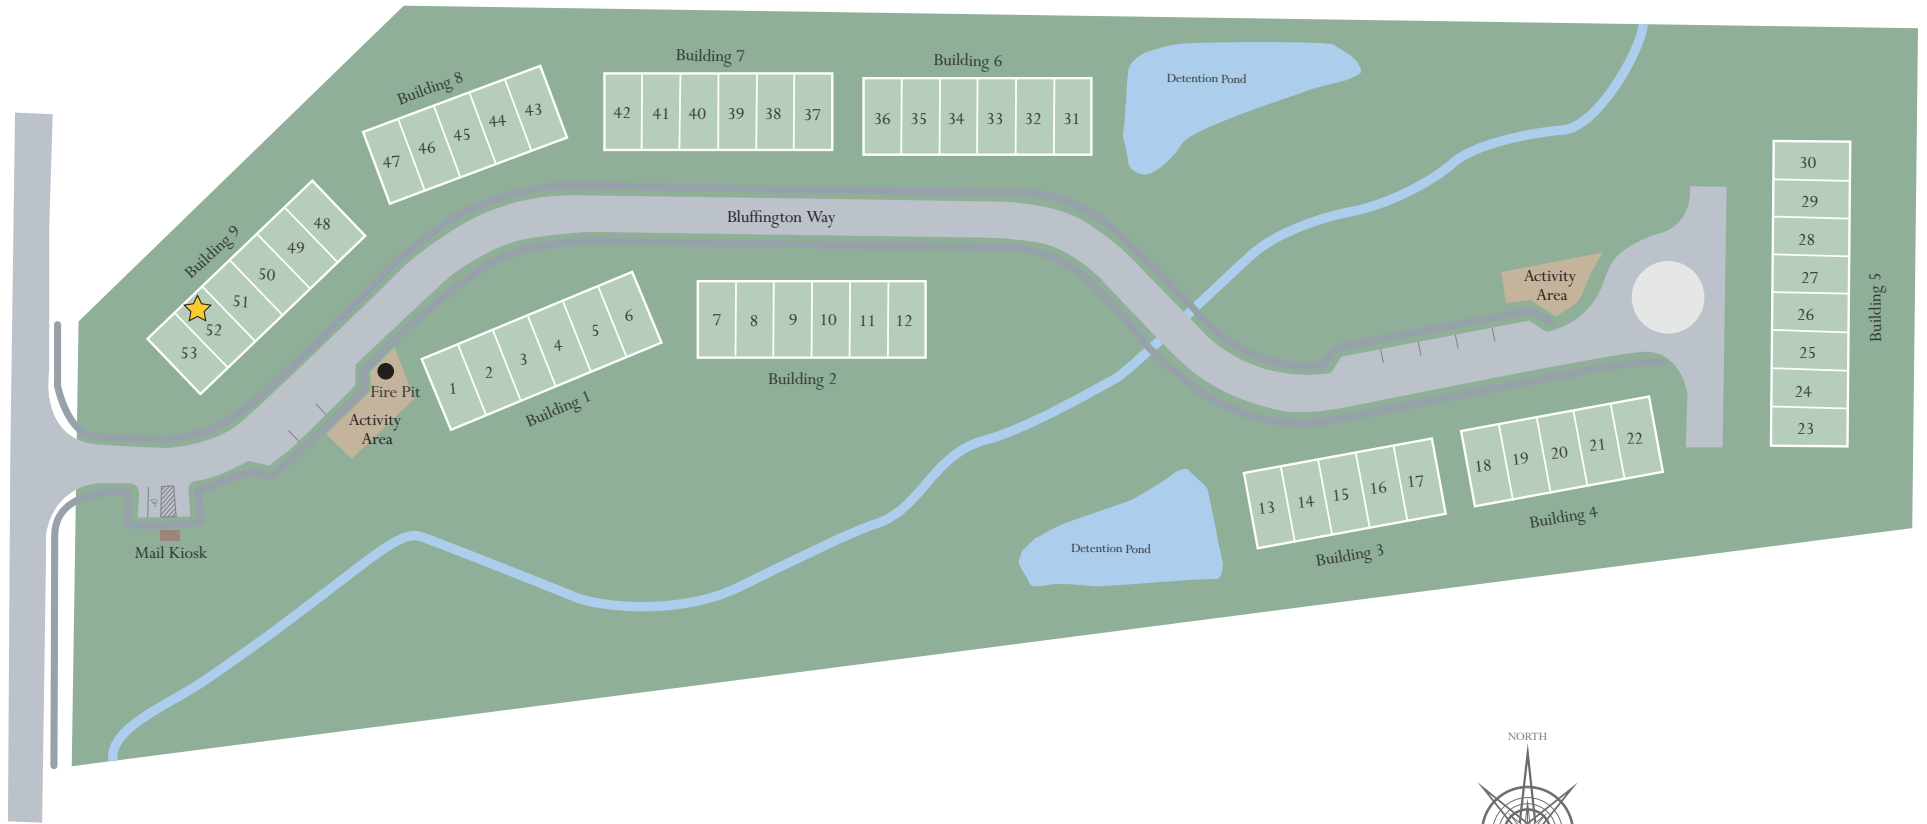 Building 7
Building 6
Building 8
Detention Pond
42 41 40 39 38 37
36 35 34 33 32 31
47 46 45 44 43
Building 9
48
49
50
51
52
53
Bluffington Way
30
29
28
27
26
25
24
23
Building 5
Activity
Area
1 2 3 4 5 6
Building 1
7 8 9 10 11 12
Building 2
Fire Pit
Activity
Area
13 14 15 16 17
Building 3
18 19 20 21 22
Building 4
Detention Pond
Mail Kiosk
NORTH